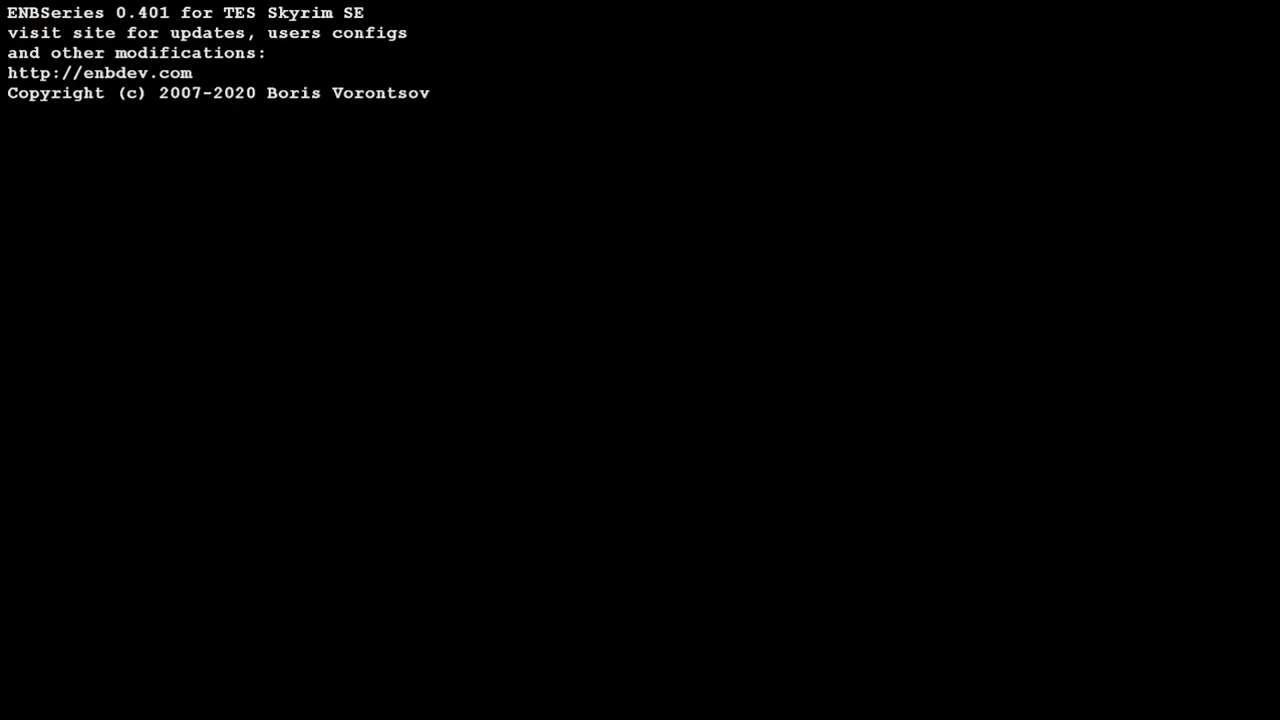 ENBSeries 0.401 for TES Skyrim SE
visit site for updates, users configs
and other modifications:
http://enbdev.com
Copyright (c) 2007-2020 Boris Vorontsov